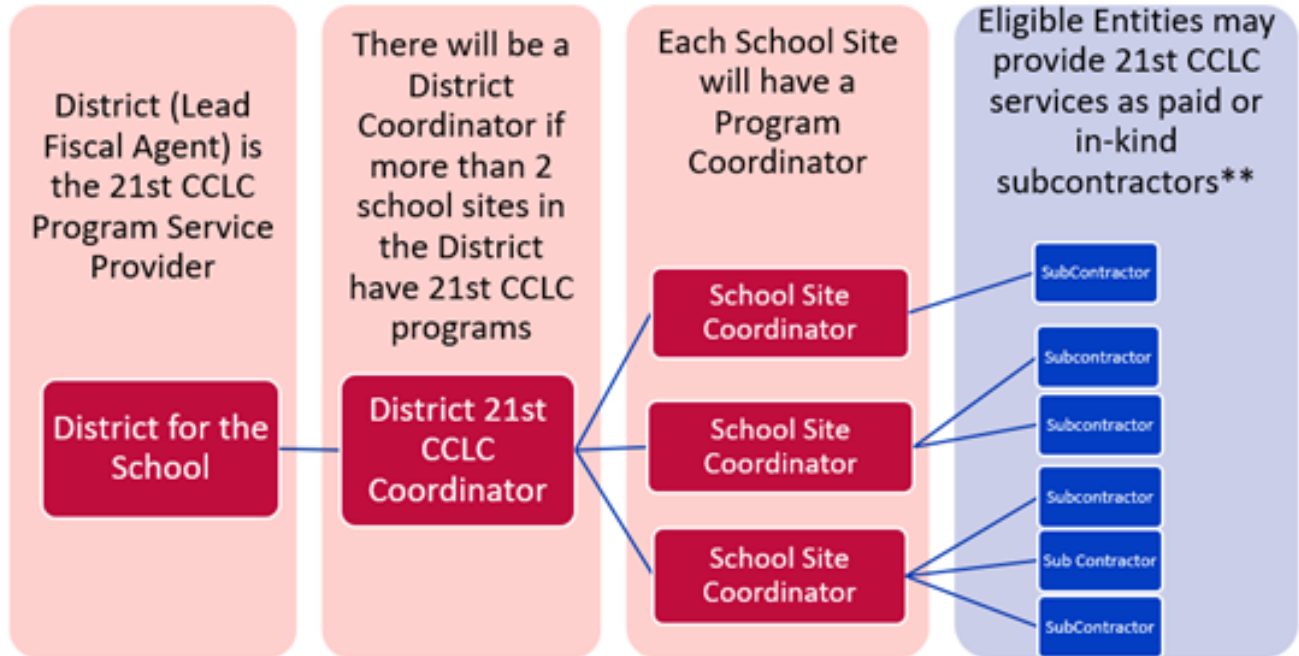 District (Lead
Fiscal Agent) is
the 21st CCLC
Program Service
Provider
District for the
School
There will be a
District
Coordinator if
more than 2
school sites in
the District
have 21st CCLC
programs
District 21st
CCLC
Coordinator
Each School Site
will have a
Program
Coordinator
School Site
Coordinator
School Site
Coordinator
School Site
Coordinator
Eligible Entities may
provide 21st CCLC
services as paid or
in-kind
subcontractors**
SubContractor
Subcontractor
Subcontractor
Subcontractor
Sub Contractor
SubContractor